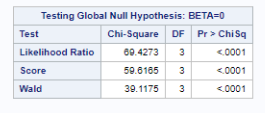 Testing Global Null Hypothesis: BETA=0
Test Chi-Square DF Pr > ChiSq
Likelihood Ratio 69.4273 3 <.0001
Score 59.6165 3 <.0001
Wald 39.1175 3 <.0001